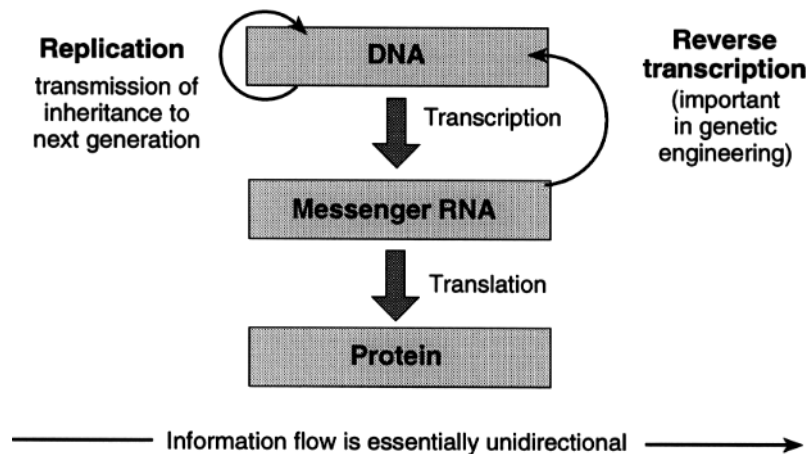 Replication
transmission of
inheritance to
next generation
DNA
Reverse
transcription
(important
in genetic
engineering)
Transcription
Messenger RNA
Translation
Protein
Information flow is essentially unidirectional